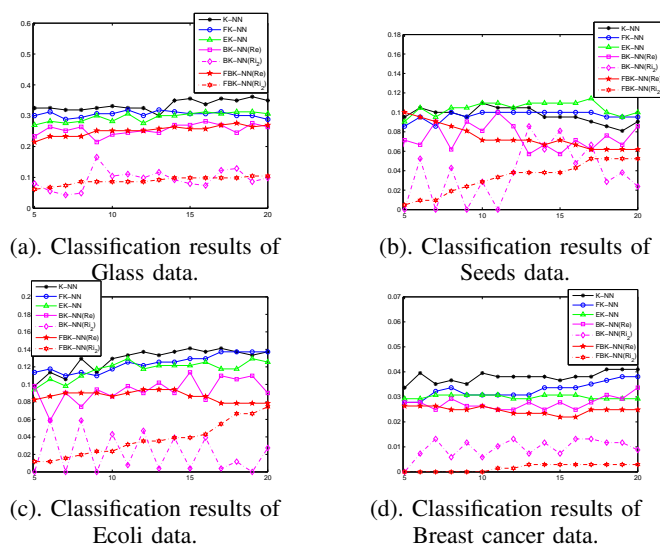 K−NN
FK−NN
EK−NN
BK−NN(Re)
BK−NN(Ri2)
FBK−NN(Re)
FBK−NN(Ri2)
0.6
0.5
0.4
0.3
0.2
0.1
0
5 10 15 20
(a). Classification results of
Glass data.
K−NN
FK−NN
EK−NN
BK−NN(Re)
BK−NN(Ri2)
FBK−NN(Re)
FBK−NN(Ri2)
0.18
0.16
0.14
0.12
0.1
0.08
0.06
0.04
0.02
0
5 10 15 20
(b). Classification results of
Seeds data.
K−NN
FK−NN
EK−NN
BK−NN(Re)
BK−NN(Ri2)
FBK−NN(Re)
FBK−NN(Ri2)
0.2
0.18
0.16
0.14
0.12
0.1
0.08
0.06
0.04
0.02
0
5 10 15 20
(c). Classification results of
Ecoli data.
K−NN
FK−NN
EK−NN
BK−NN(Re)
BK−NN(Ri2)
FBK−NN(Re)
FBK−NN(Ri2)
0.07
0.06
0.05
0.04
0.03
0.02
0.01
0
5 10 15 20
(d). Classification results of
Breast cancer data.